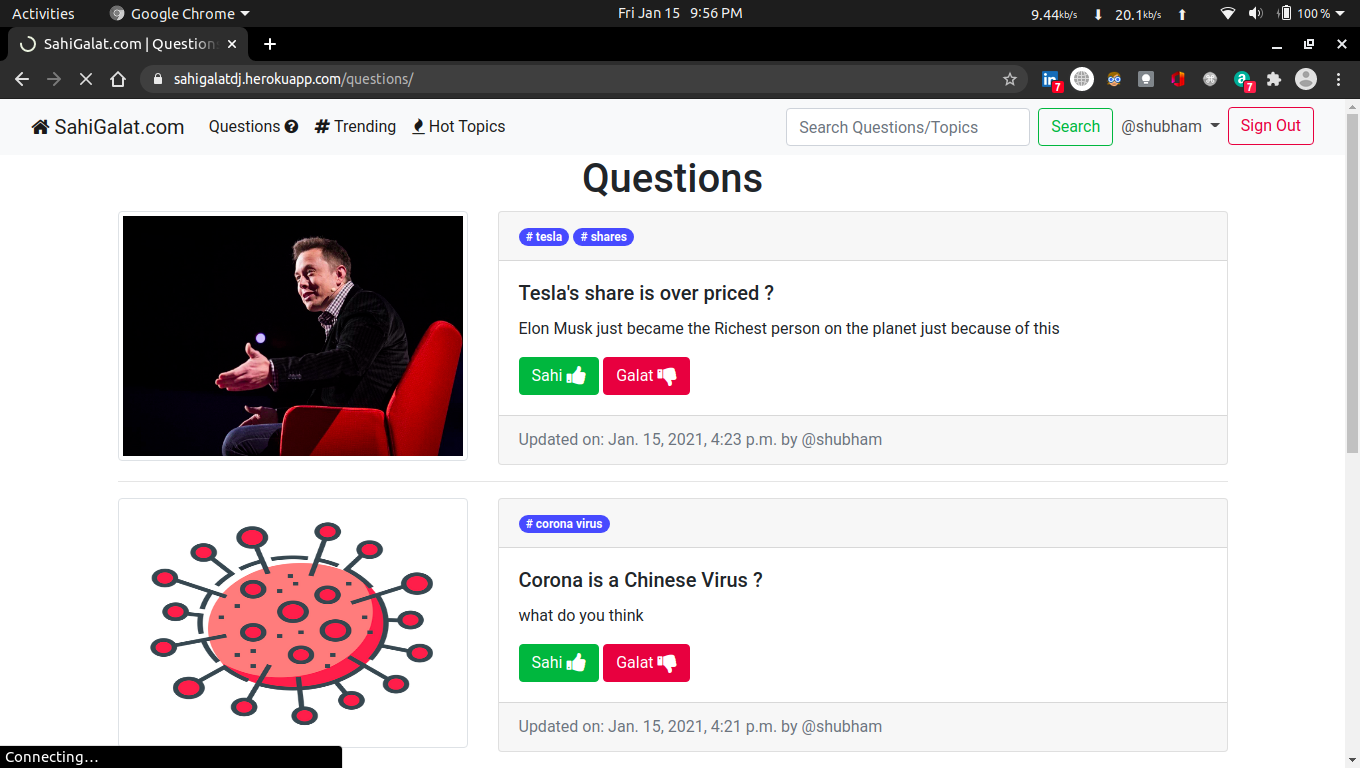 Activities Google Chrome Fri Jan 15 9:56 PM 9.44kb/s 20.1kb/s 100 %
SahiGalat.com | Question
sahigalatdj.herokuapp.com/questions/ 7 7
SahiGalat.com Questions # Trending Hot Topics Search Questions/Topics Search @shubham Sign Out
Questions
# tesla # shares
Tesla's share is over priced ?
Elon Musk just became the Richest person on the planet just because of this
Sahi Galat
Updated on: Jan. 15, 2021, 4:23 p.m. by @shubham
# corona virus
Corona is a Chinese Virus ?
what do you think
Sahi Galat
Updated on: Jan. 15, 2021, 4:21 p.m. by @shubham
Connecting...